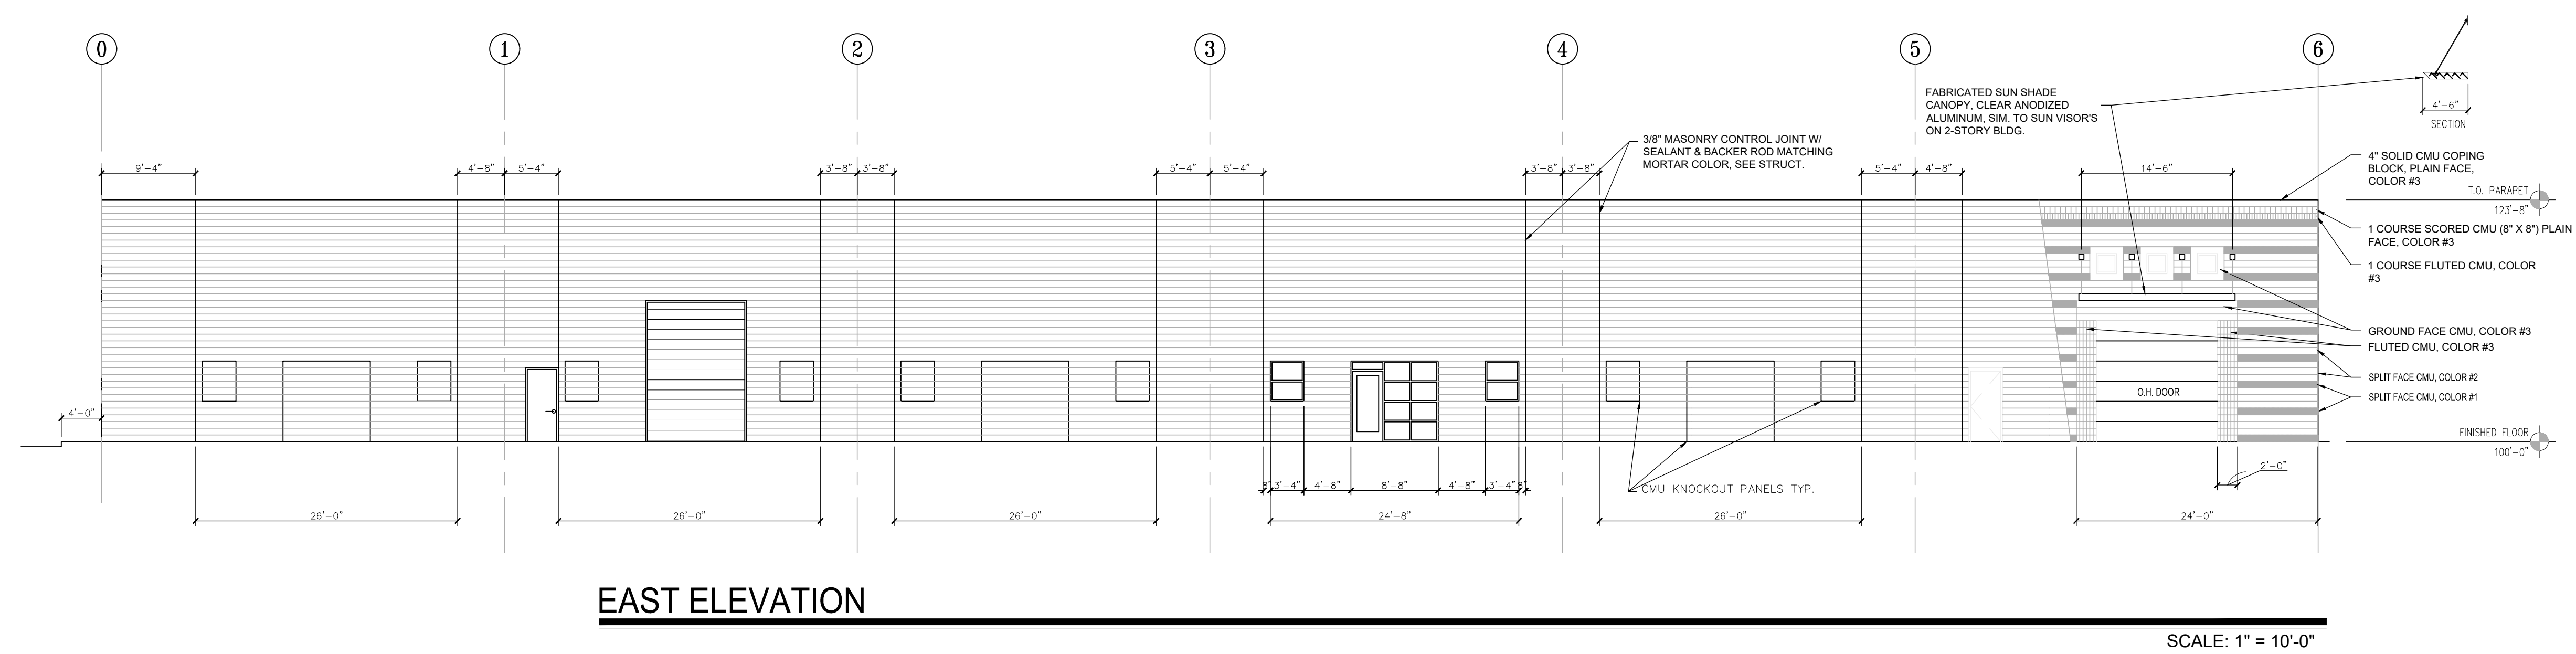 0 1 2 3 4 5 6
FABRICATED SUN SHADE
CANOPY, CLEAR ANODIZED
ALUMINUM, SIM. TO SUN VISOR'S
ON 2-STORY BLDG.
4'-6"
SECTION
3/8" MASONRY CONTROL JOINT W/
SEALANT & BACKER ROD MATCHING
MORTAR COLOR, SEE STRUCT.
4" SOLID CMU COPING
BLOCK, PLAIN FACE,
COLOR #3
9'-4" 4'-8" 5'-4" 3'-8" 3'-8" 5'-4" 5'-4" 3'-8" 3'-8" 5'-4" 4'-8" 14'-6"
T.O. PARAPET
123'-8"
1 COURSE SCORED CMU (8" X 8") PLAIN
FACE, COLOR #3
1 COURSE FLUTED CMU, COLOR
#3
GROUND FACE CMU, COLOR #3
FLUTED CMU, COLOR #3
SPLIT FACE CMU, COLOR #2
SPLIT FACE CMU, COLOR #1
O.H. DOOR
4'-0"
FINISHED FLOOR
100'-0"
2'-0"
8" 3'-4" 4'-8" 8'-8" 4'-8" 3'-4" 8"
CMU KNOCKOUT PANELS TYP.
26'-0" 26'-0" 26'-0" 24'-8" 26'-0" 24'-0"
EAST ELEVATION
SCALE: 1" = 10'-0"